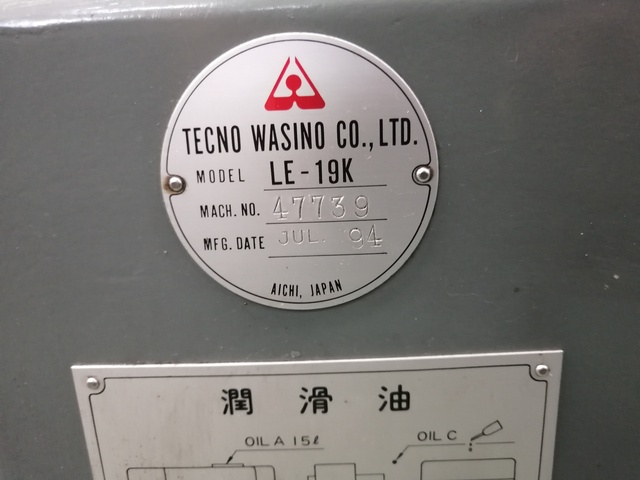 TECNO WASINO CO., LTD.
MODEL LE-19K
MACH. NO. 47739
MFG. DATE JUL. 94
AICHI, JAPAN
潤滑油
OIL A 15ℓ
OIL C